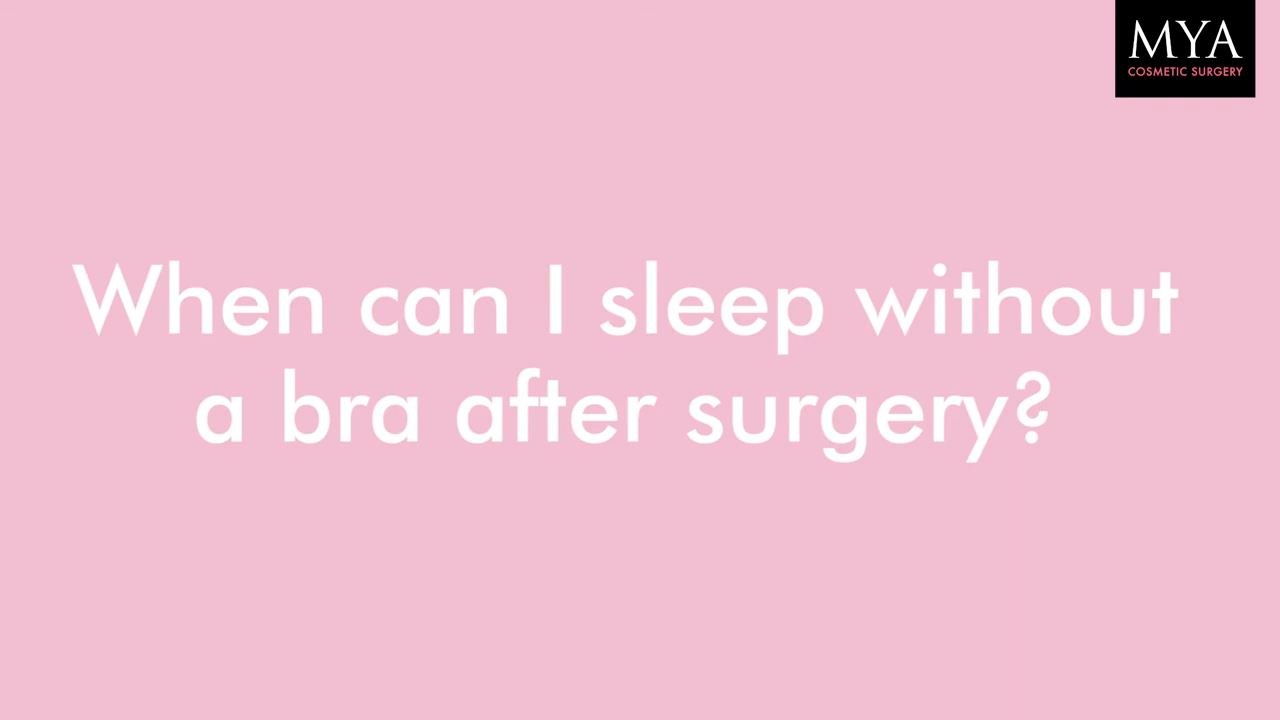 MYA
COSMETIC SURGERY
When can I sleep without
a bra after surgery?